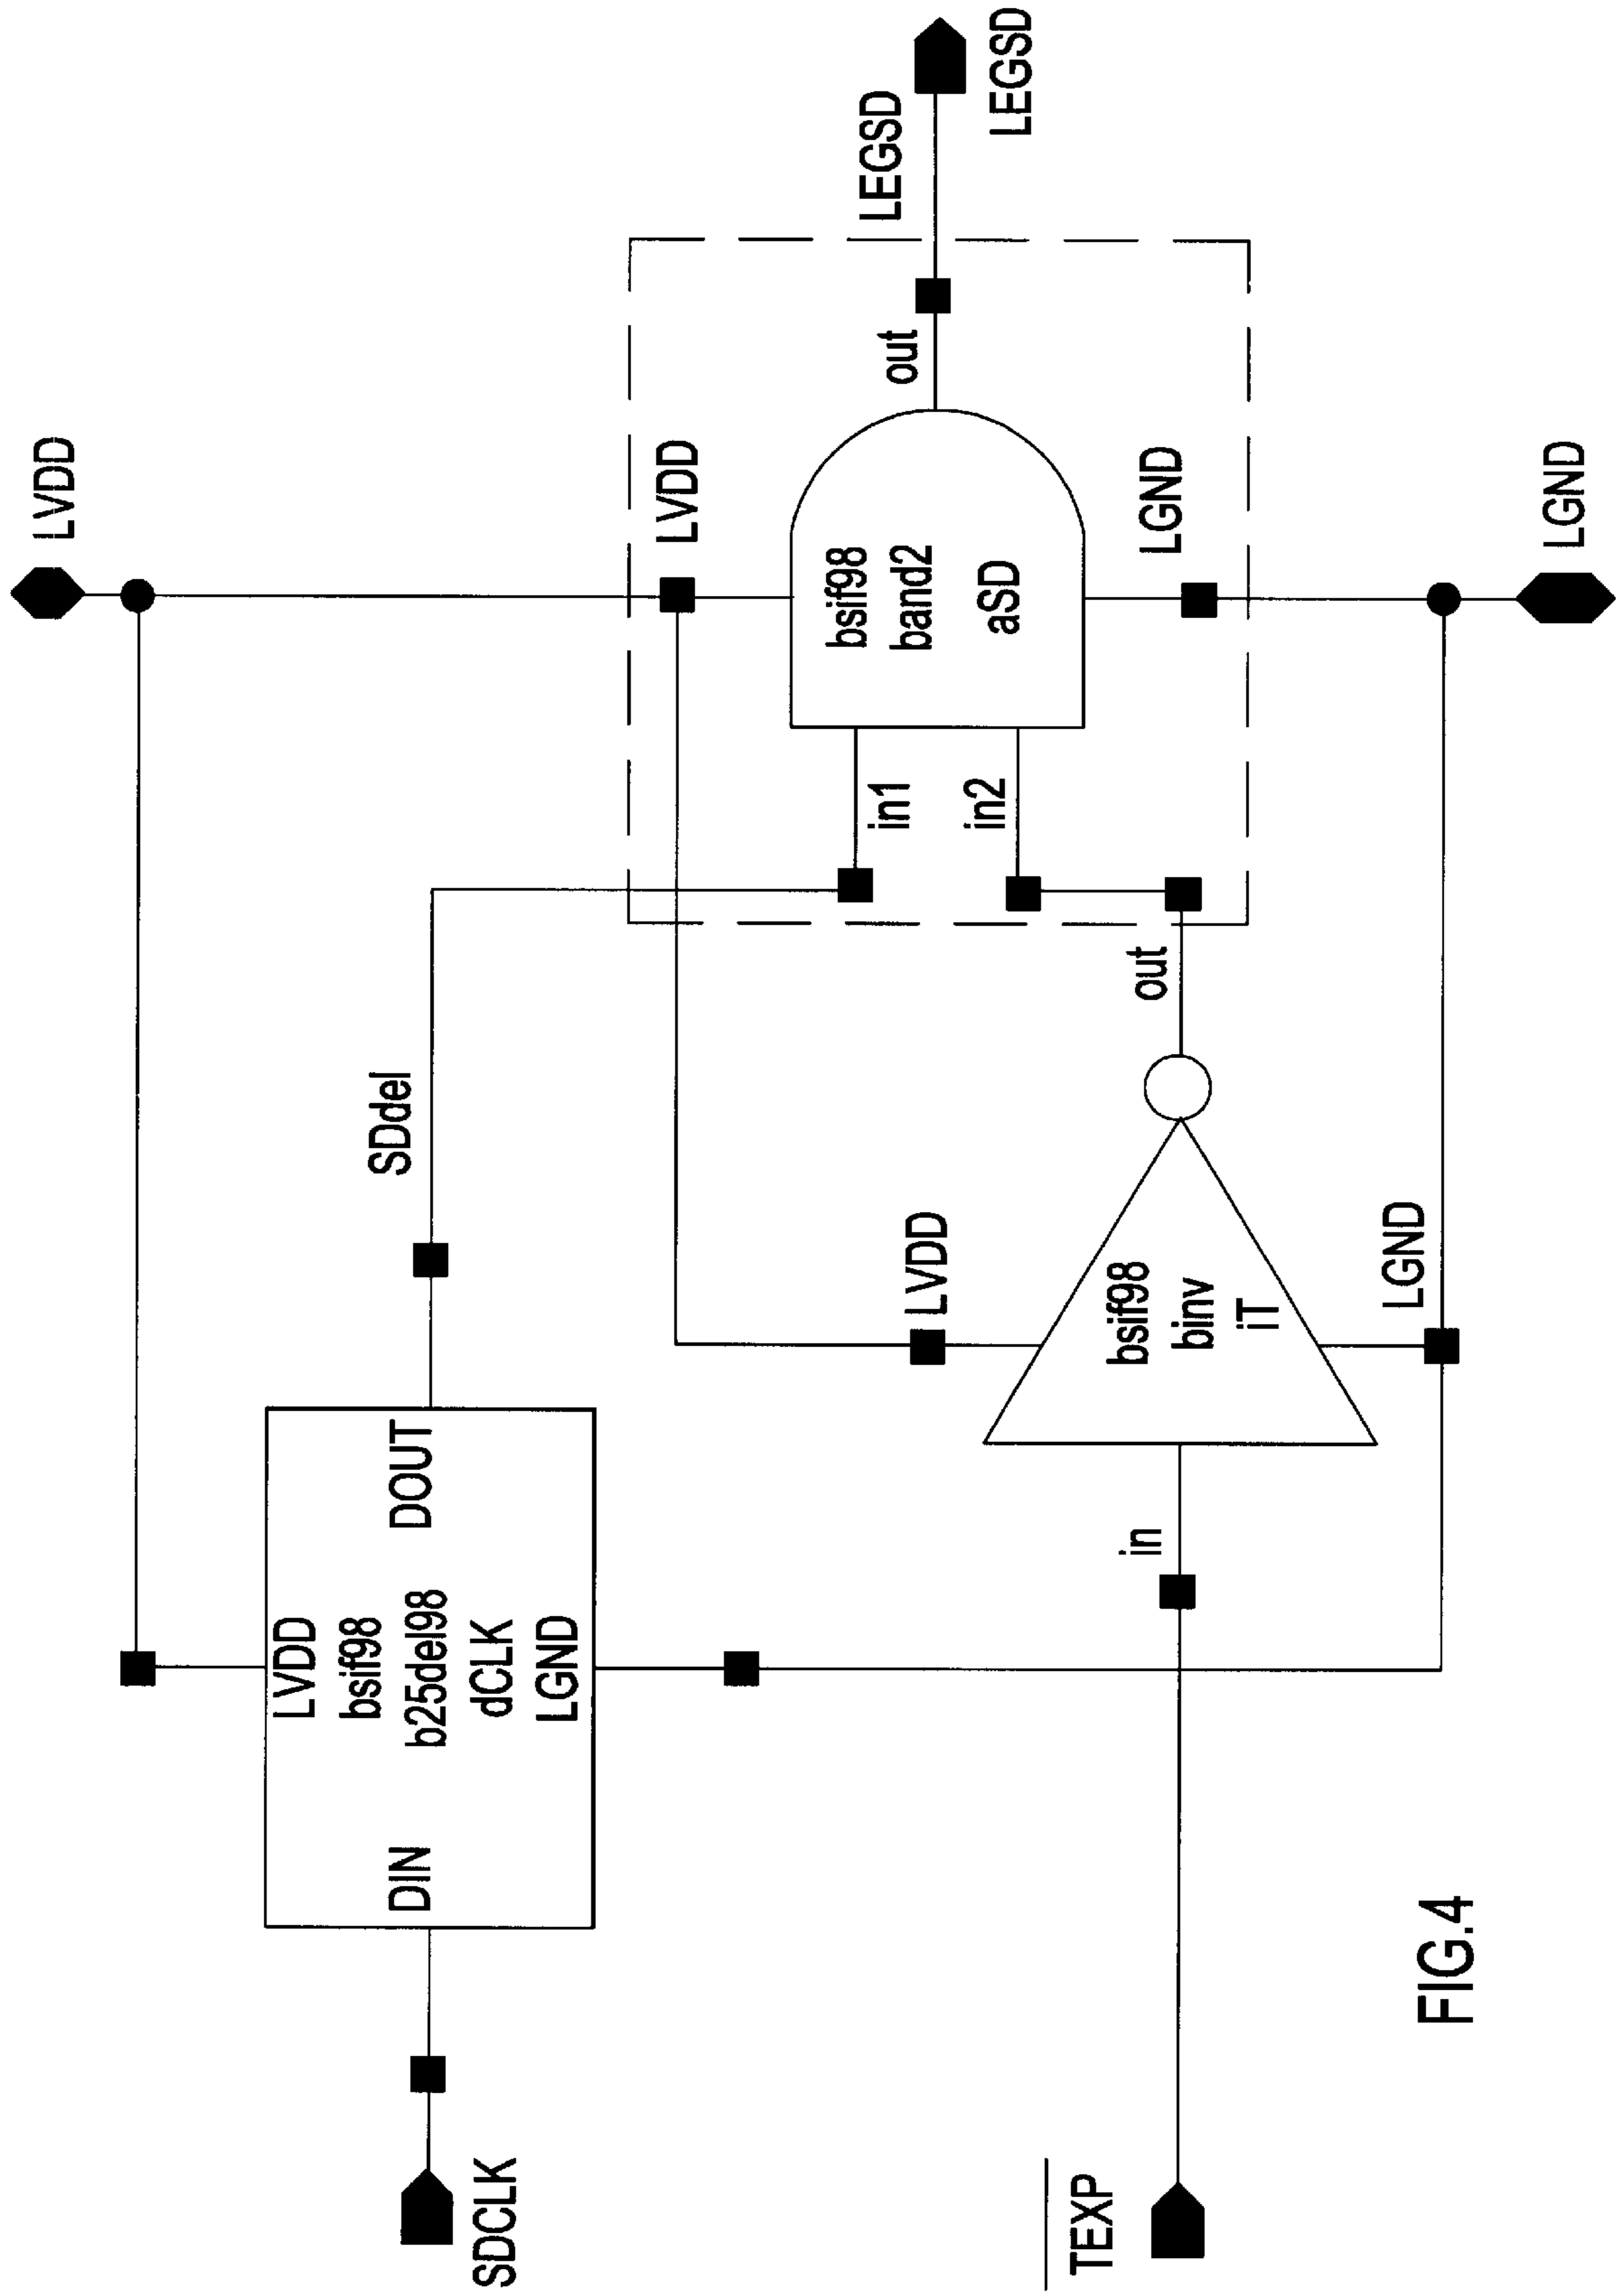 SDCLK
DIN
LVDD
bsif98
b25del98
dCLK
LGND
DOUT
SDdel
LVDD
LVDD
in1
in2
bsif98
band2
aSD
LGND
out
LEGSD
LEGSD
TEXP
in
LVDD
bsif98
binv
iT
LGND
out
LGND
FIG.4